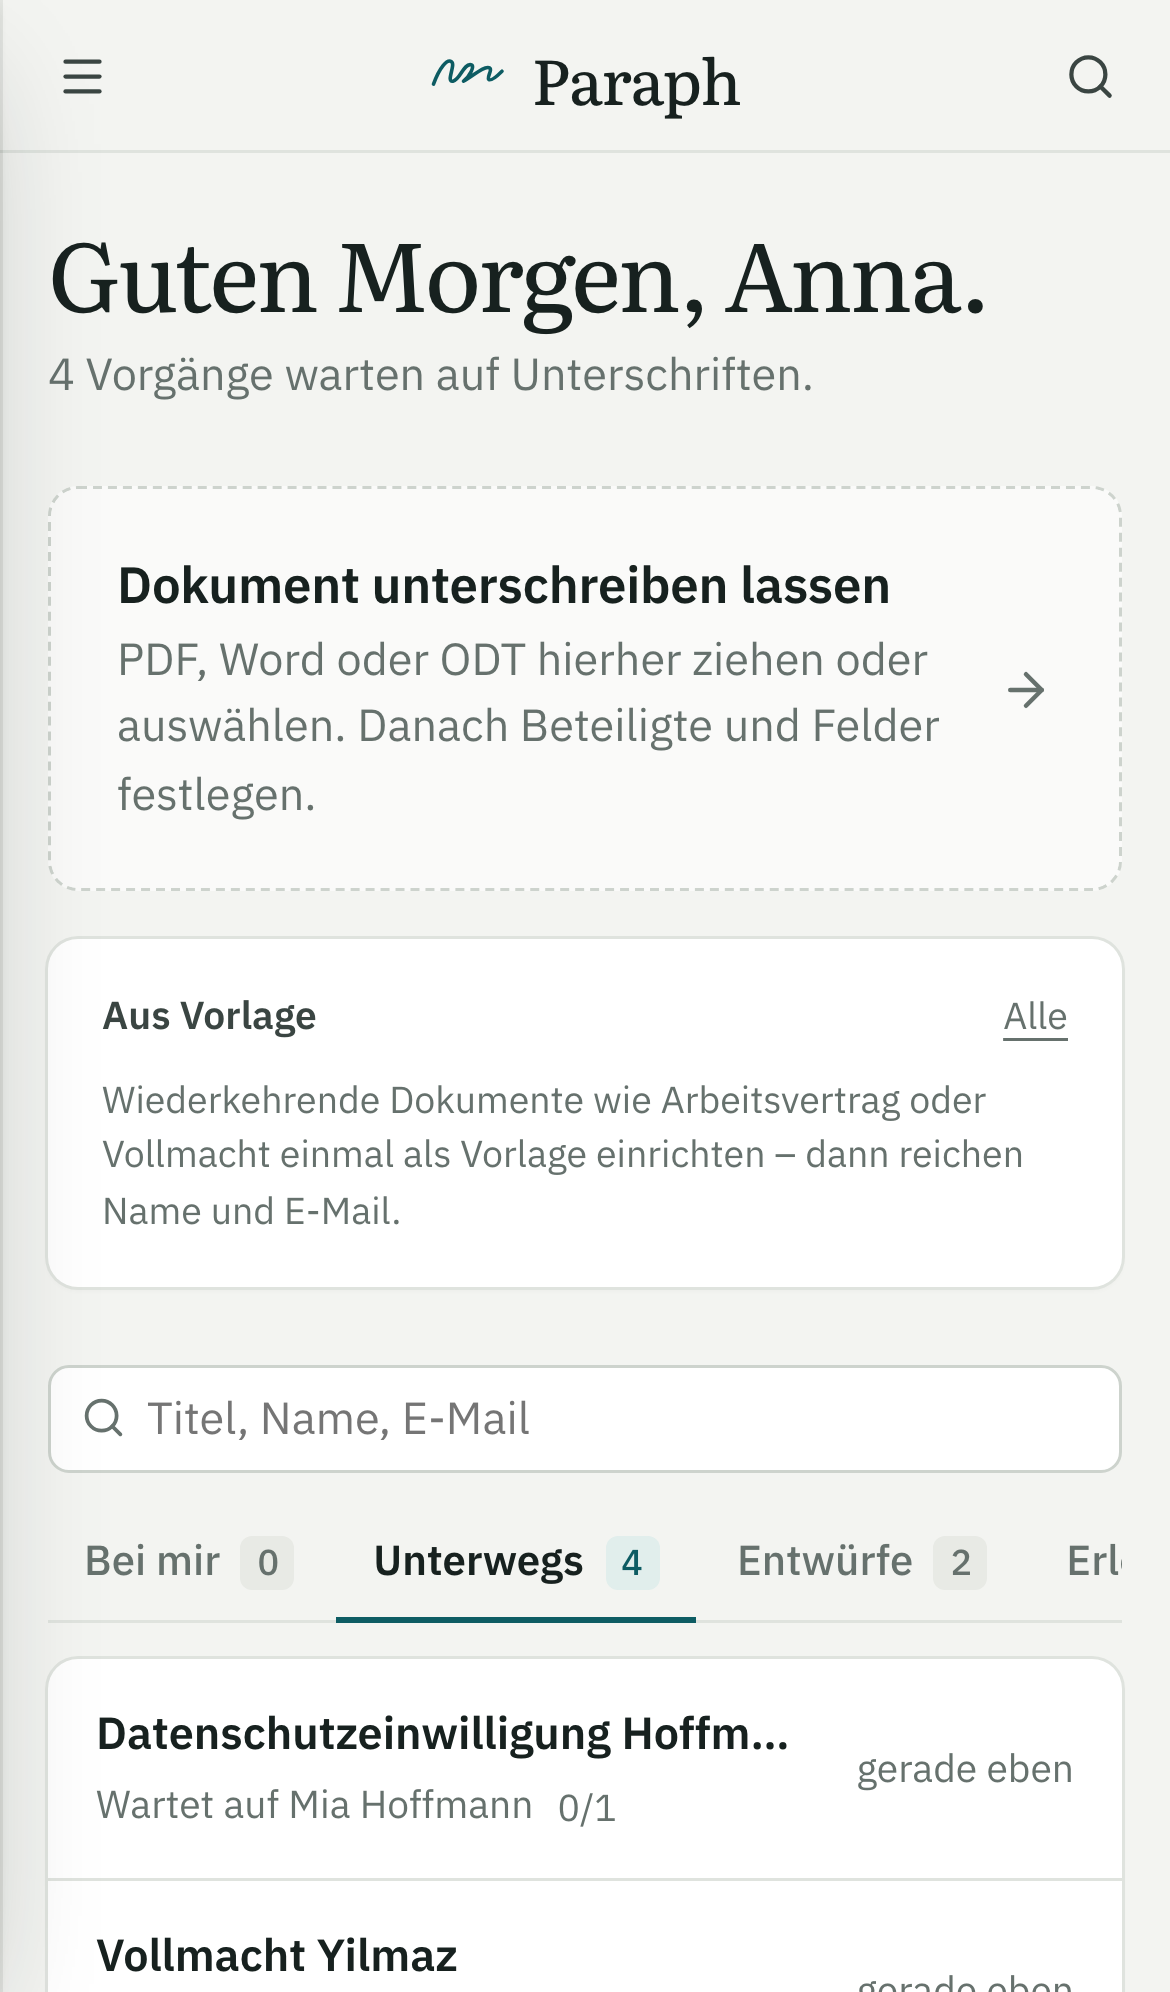 Paraph
Guten Morgen, Anna.
4 Vorgänge warten auf Unterschriften.
Dokument unterschreiben lassen
PDF, Word oder ODT hierher ziehen oder
auswählen. Danach Beteiligte und Felder
festlegen.
Aus Vorlage
Alle
Wiederkehrende Dokumente wie Arbeitsvertrag oder
Vollmacht einmal als Vorlage einrichten – dann reichen
Name und E-Mail.
Titel, Name, E-Mail
Bei mir 0 Unterwegs 4 Entwürfe 2
Datenschutzeinwilligung Hoffm...
gerade eben
Wartet auf Mia Hoffmann 0/1
Vollmacht Yilmaz
gerade eben